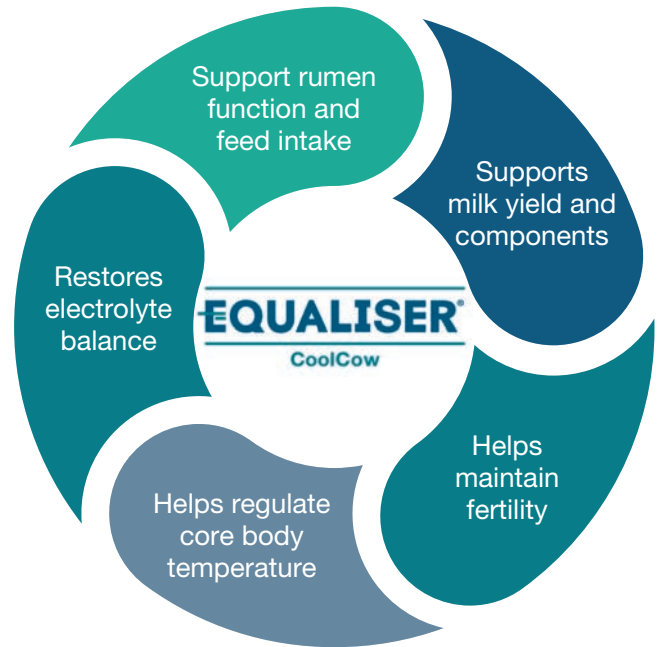 Support rumen
function and
feed intake
Supports
milk yield and
components
Restores
electrolyte
balance
EQUALISER®
CoolCow
Helps
maintain
fertility
Helps regulate
core body
temperature